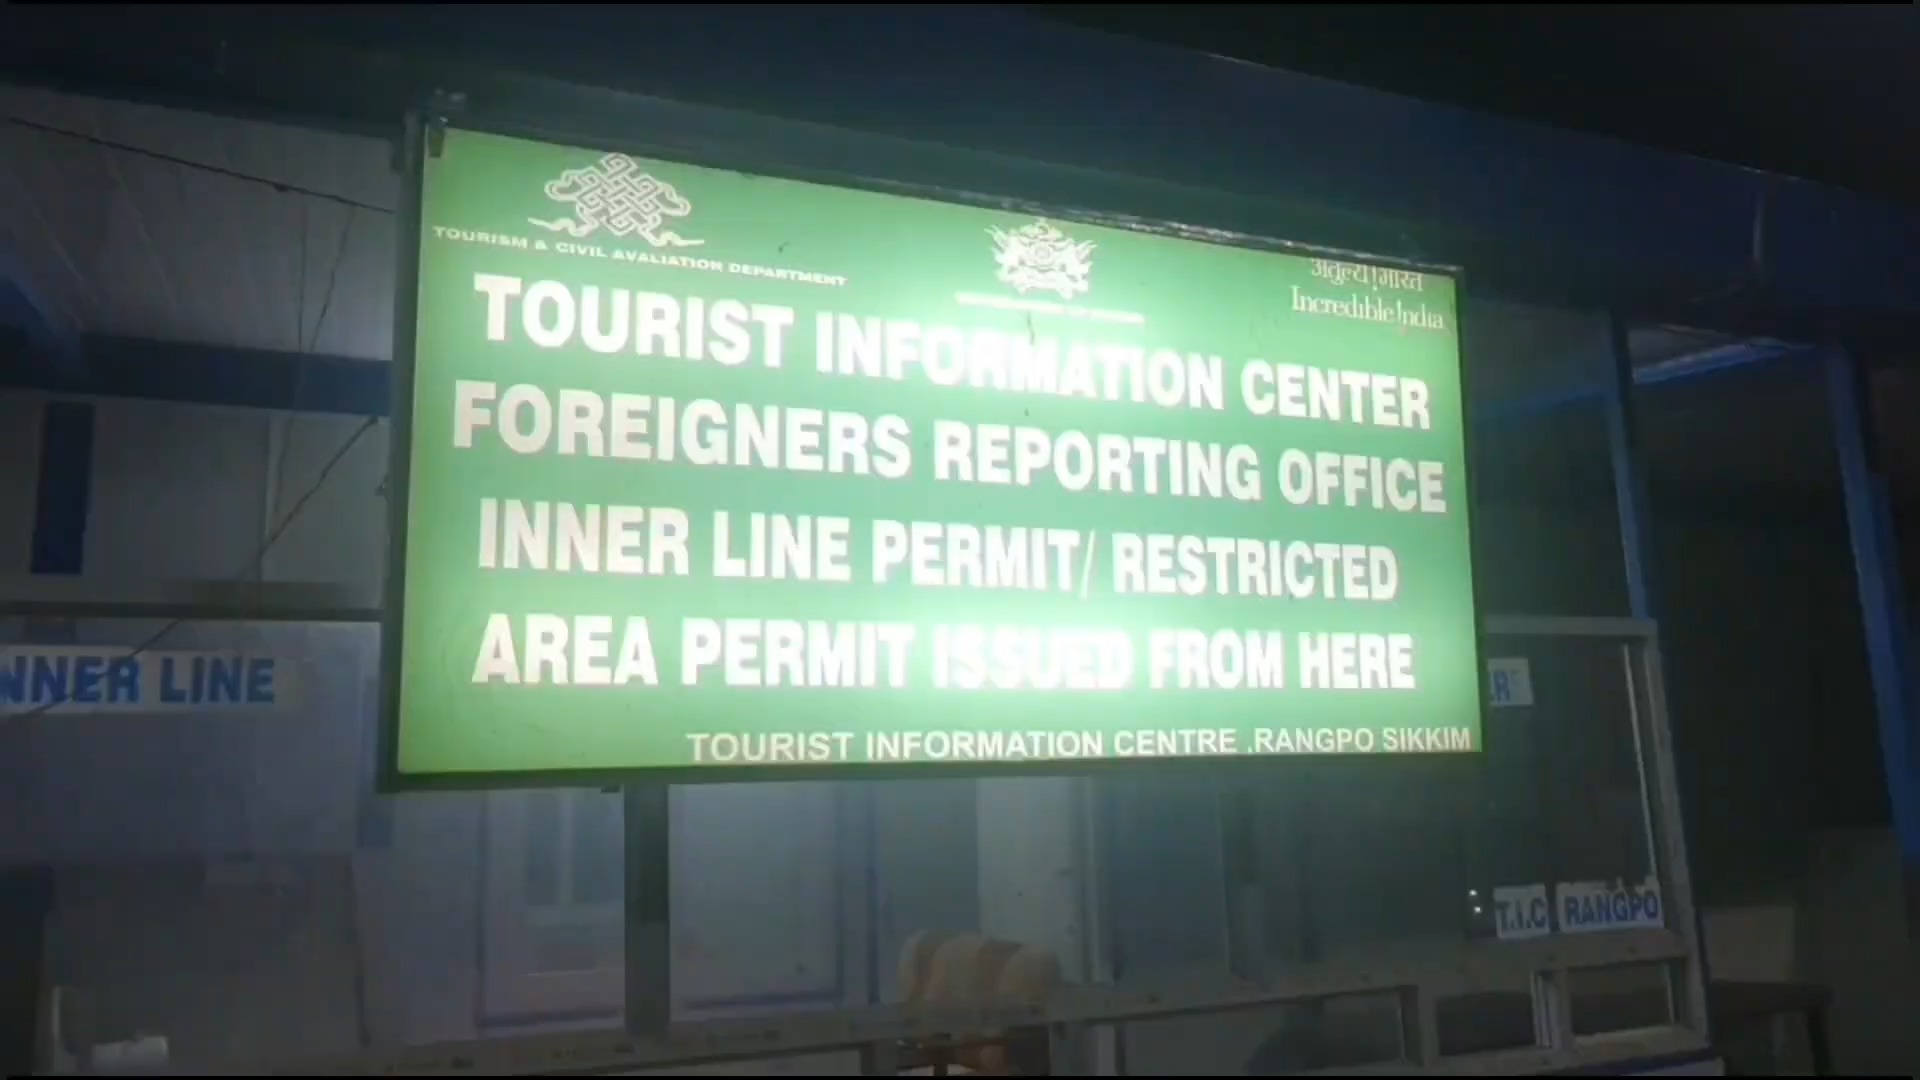 TOURISM & CIVIL AVALIATION DEPARTMENT
अतुल्य!भारत
Incredible!ndia
TOURIST INFORMATION CENTER
FOREIGNERS REPORTING OFFICE
INNER LINE PERMIT/ RESTRICTED
AREA PERMIT ISSUED FROM HERE
TOURIST INFORMATION CENTRE .RANGPO SIKKIM
NNER LINE
T.I.C RANGPO